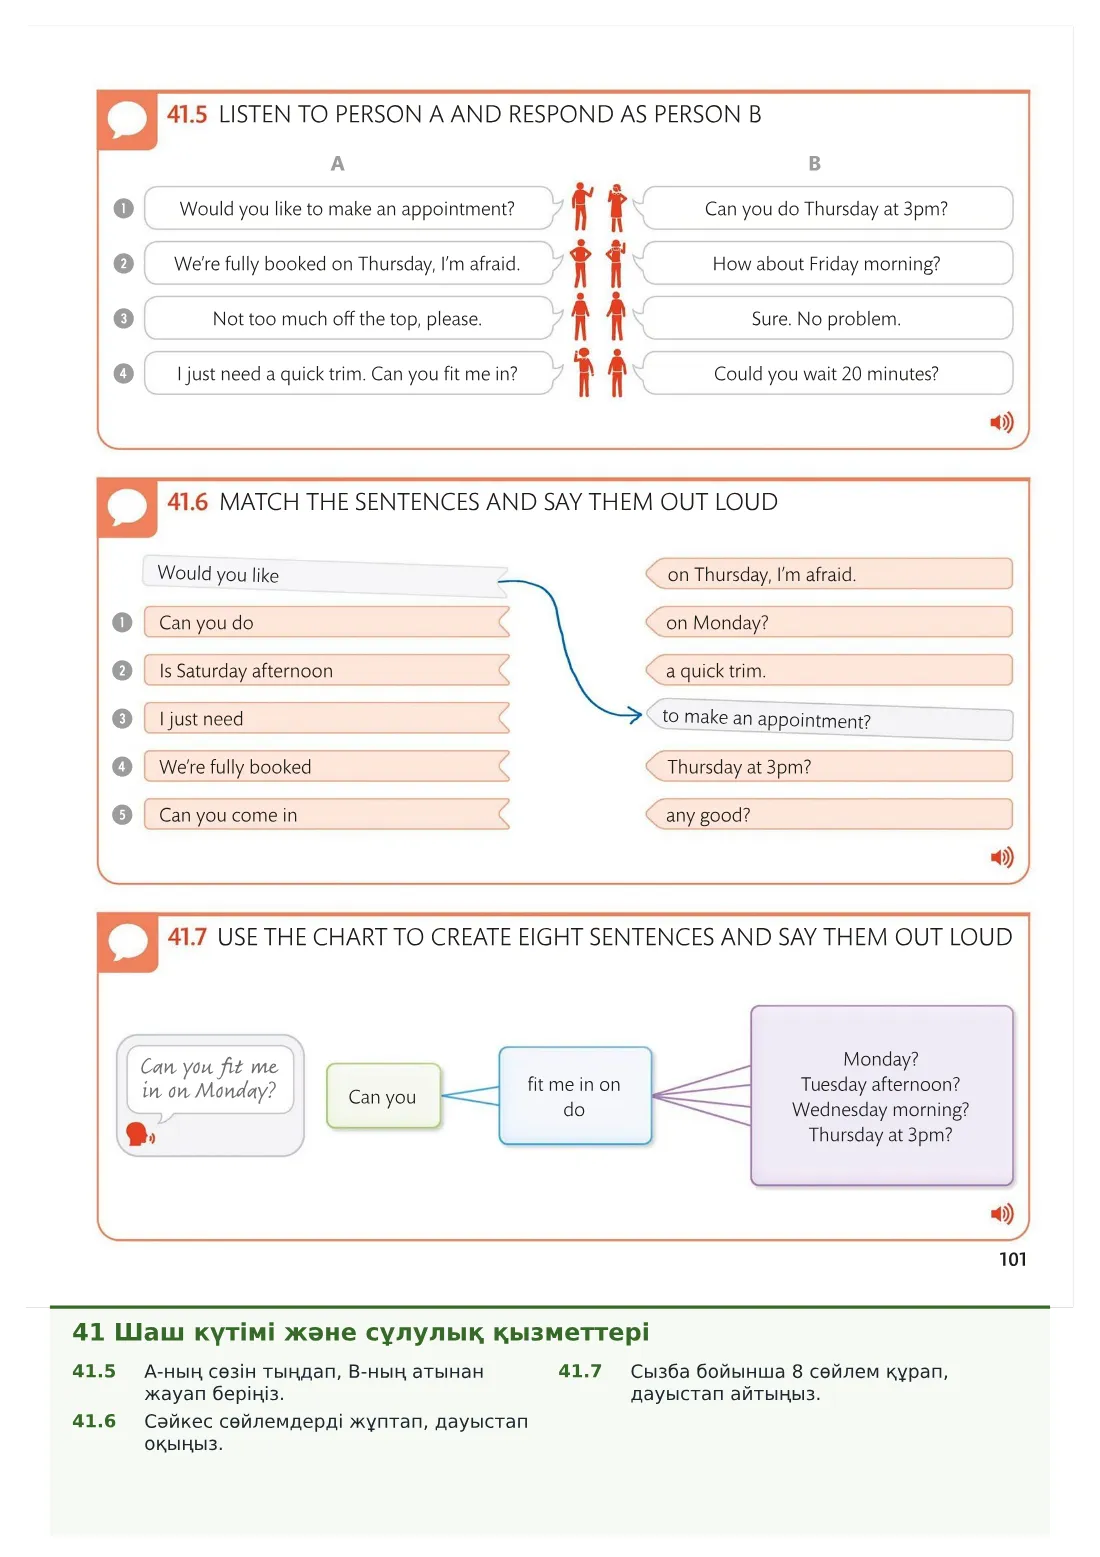 41.5 LISTEN TO PERSON A AND RESPOND AS PERSON B
A
B
1 Would you like to make an appointment?
Can you do Thursday at 3pm?
2 We're fully booked on Thursday, I'm afraid.
How about Friday morning?
3 Not too much off the top, please.
Sure. No problem.
4 I just need a quick trim. Can you fit me in?
Could you wait 20 minutes?
41.6 MATCH THE SENTENCES AND SAY THEM OUT LOUD
Would you like
on Thursday, I'm afraid.
1 Can you do
on Monday?
2 Is Saturday afternoon
a quick trim.
3 I just need
to make an appointment?
4 We're fully booked
Thursday at 3pm?
5 Can you come in
any good?
41.7 USE THE CHART TO CREATE EIGHT SENTENCES AND SAY THEM OUT LOUD
Can you fit me
in on Monday?
Can you
fit me in on
do
Monday?
Tuesday afternoon?
Wednesday morning?
Thursday at 3pm?
101
41 Шаш күтімі және сұлулық қызметтері
41.5 А-ның сөзін тыңдап, В-ның атынан
жауап беріңіз.
41.6 Сәйкес сөйлемдерді жұптап, дауыстап
оқыңыз.
41.7 Сызба бойынша 8 сөйлем құрап,
дауыстап айтыңыз.